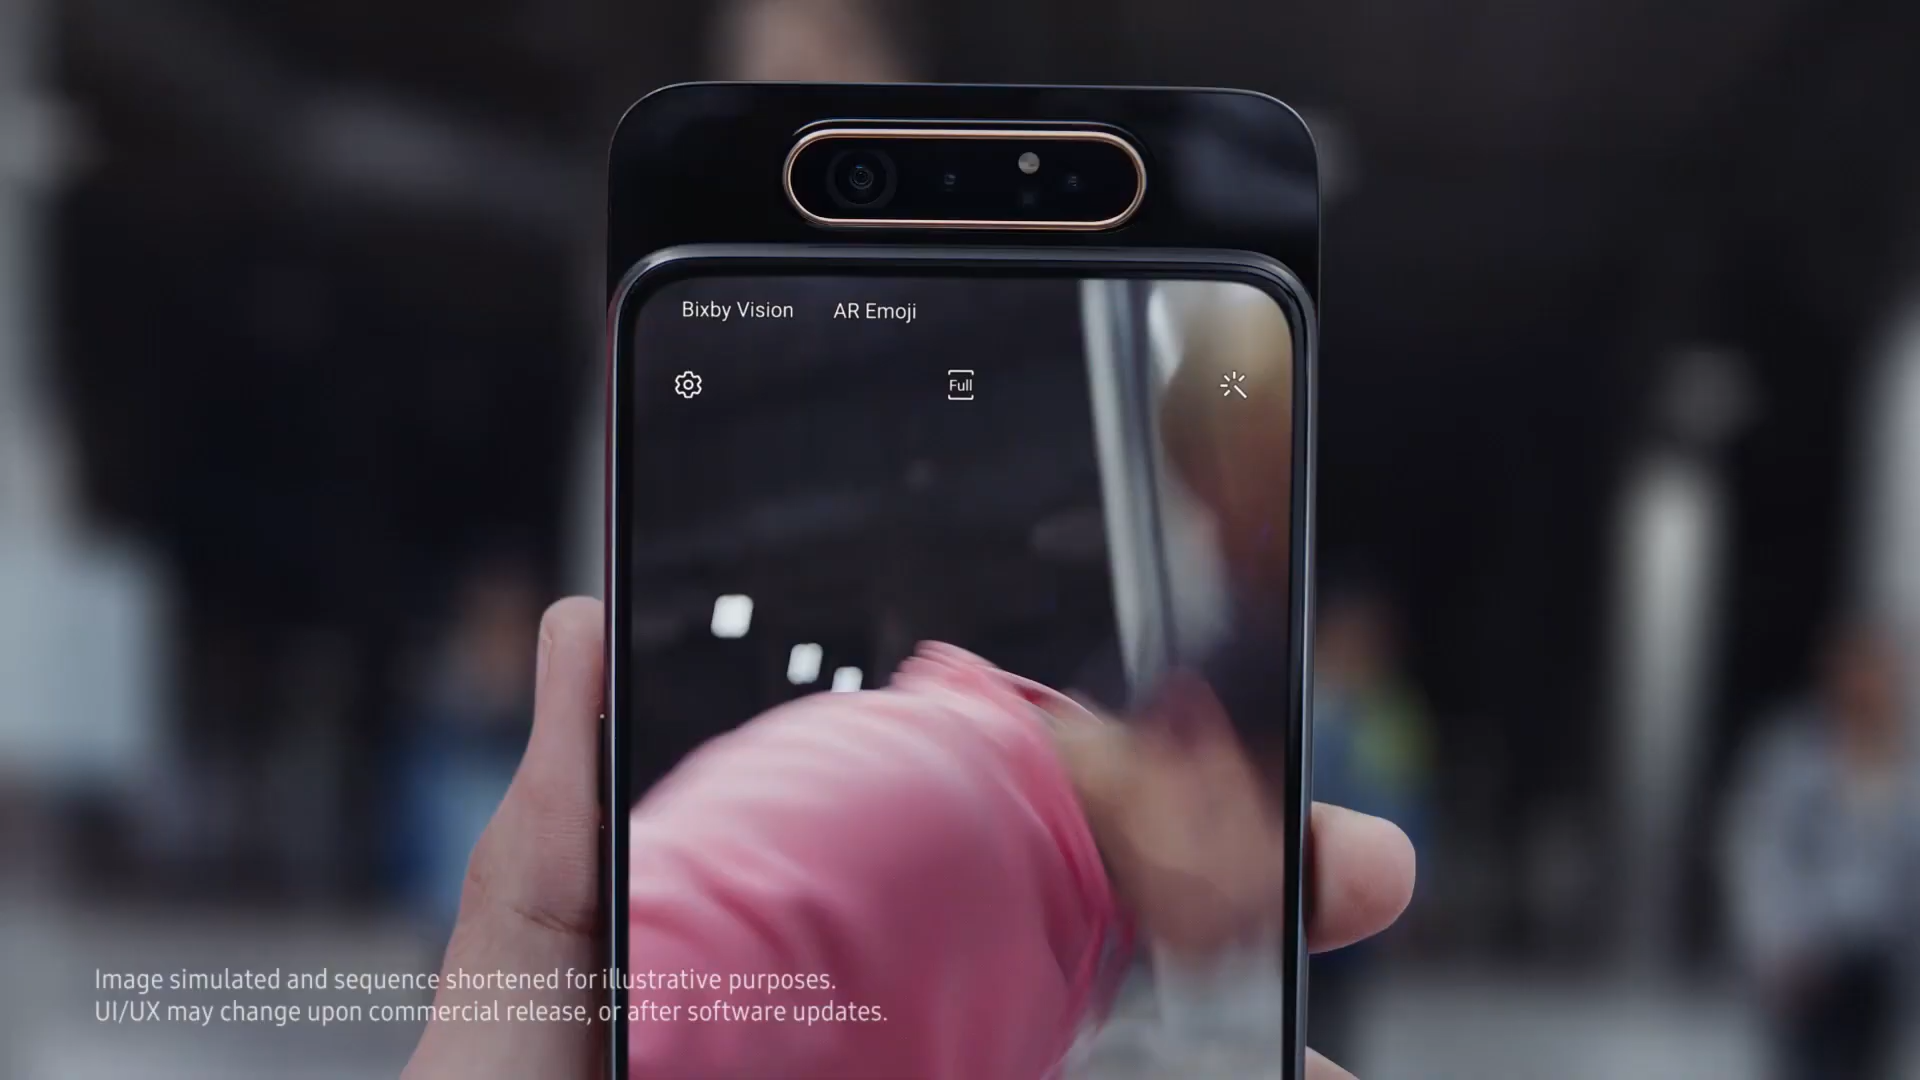 Bixby Vision AR Emoji
Full
Image simulated and sequence shortened for illustrative purposes.
UI/UX may change upon commercial release, or after software updates.